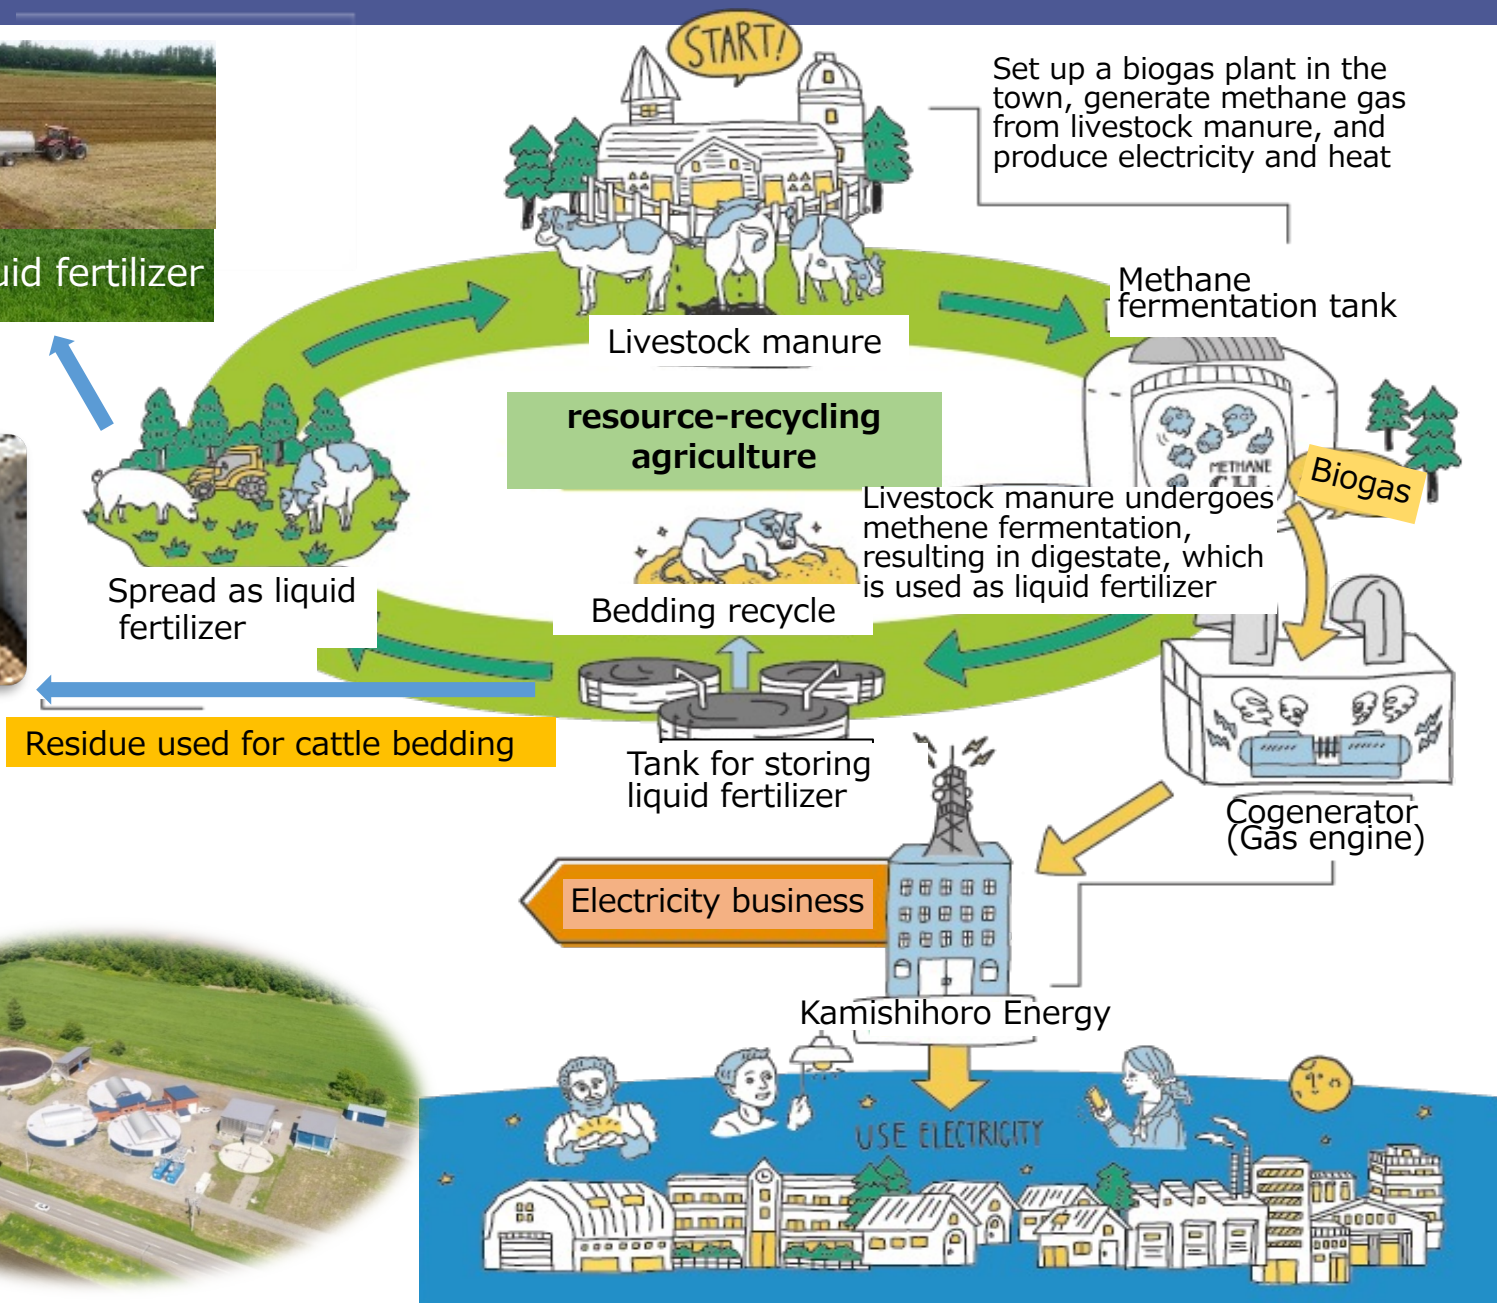 START!
Set up a biogas plant in the
town, generate methane gas
from livestock manure, and
produce electricity and heat
fertilizer
Methane
fermentation tank
Livestock manure
resource-recycling
agriculture
METHANE
Biogas
Livestock manure undergoes
methene fermentation,
resulting in digestate, which
is used as liquid fertilizer
Spread as liquid
fertilizer
Bedding recycle
Residue used for cattle bedding
Tank for storing
liquid fertilizer
Cogenerator
(Gas engine)
Electricity business
Kamishihoro Energy
USE ELECTRICITY